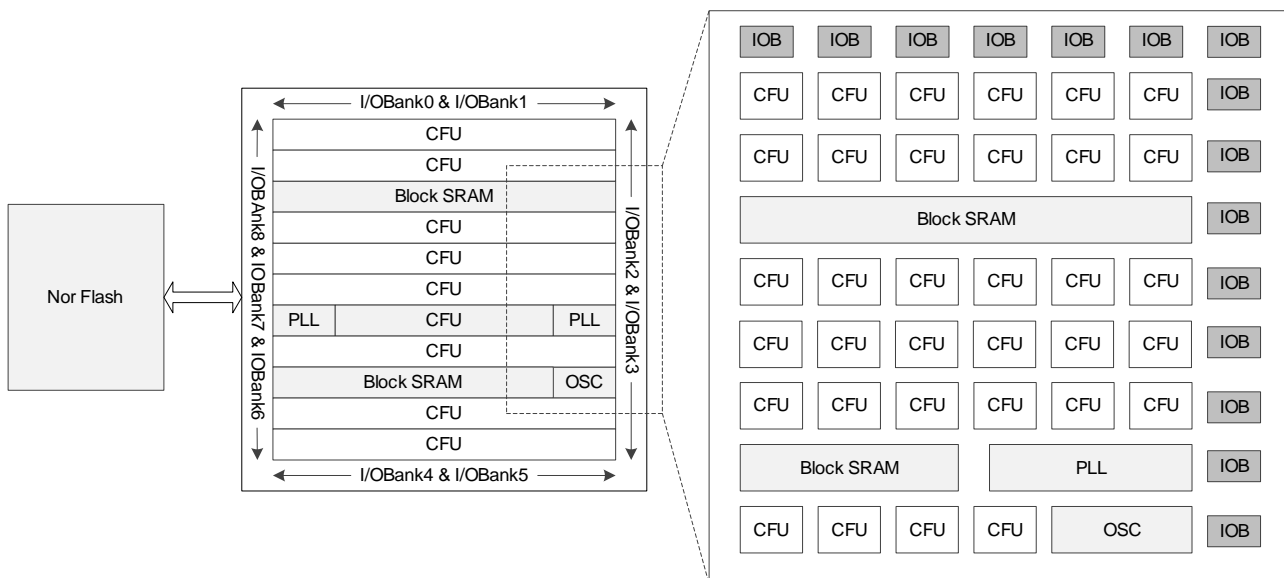 Nor Flash
I/OBank0 & I/OBank1
I/OBAnk8 & IOBank7 & IOBank6
CFU
CFU
Block SRAM
CFU
CFU
CFU
PLL CFU PLL
CFU
Block SRAM OSC
CFU
CFU
I/OBank2 & I/OBank3
I/OBank4 & I/OBank5
IOB IOB IOB IOB IOB IOB IOB
CFU CFU CFU CFU CFU CFU IOB
CFU CFU CFU CFU CFU CFU IOB
Block SRAM IOB
CFU CFU CFU CFU CFU CFU IOB
CFU CFU CFU CFU CFU CFU IOB
CFU CFU CFU CFU CFU CFU IOB
Block SRAM PLL IOB
CFU CFU CFU CFU OSC IOB